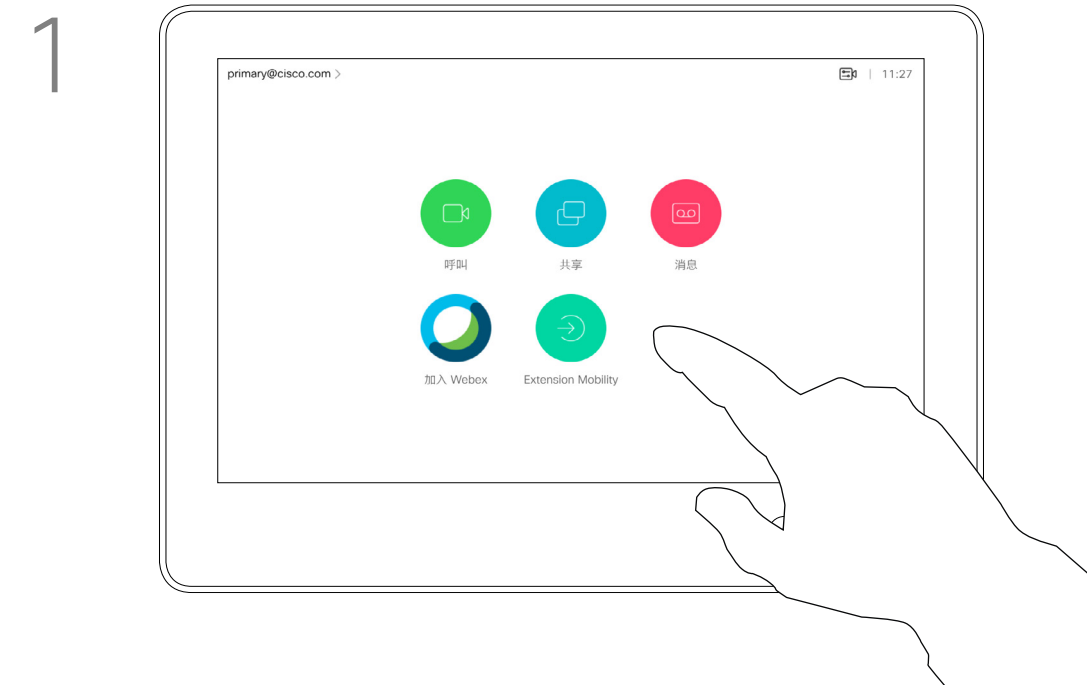 1
primary@cisco.com >
11:27
呼叫
共享
消息
加入 Webex
Extension Mobility